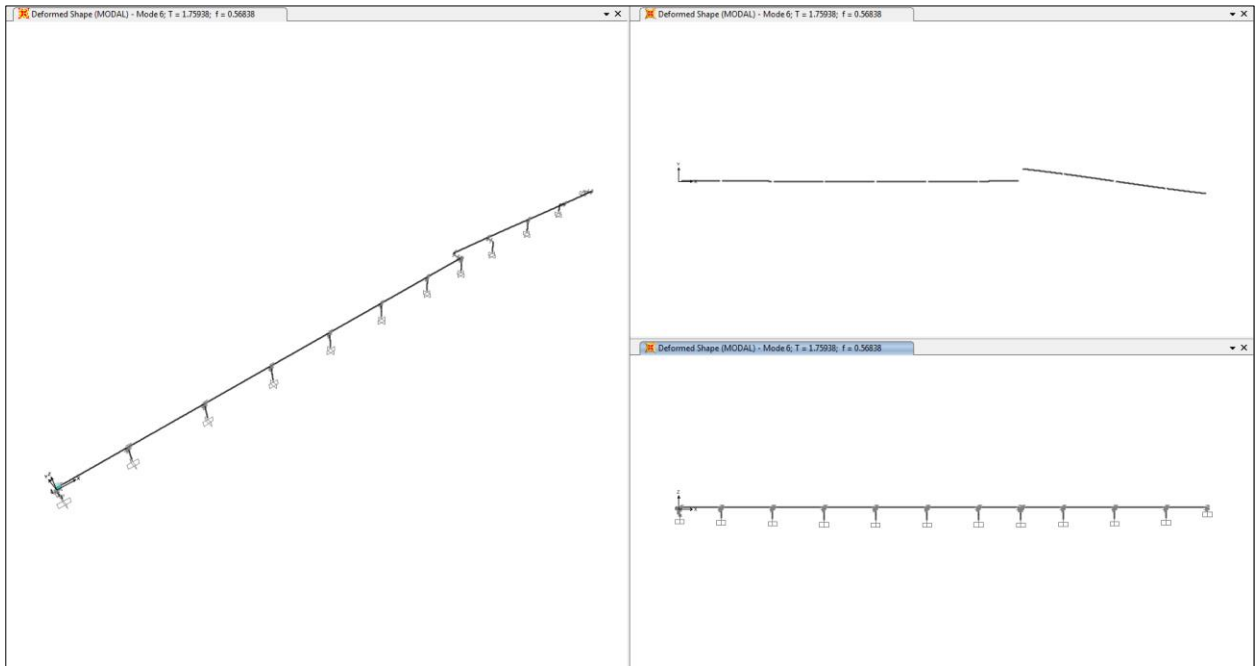 Deformed Shape (MODAL) - Mode 6; T = 1.75938; f = 0.56838
Deformed Shape (MODAL) - Mode 6; T = 1.75938; f = 0.56838
Y
X
Deformed Shape (MODAL) - Mode 6; T = 1.75938; f = 0.56838
Z
X